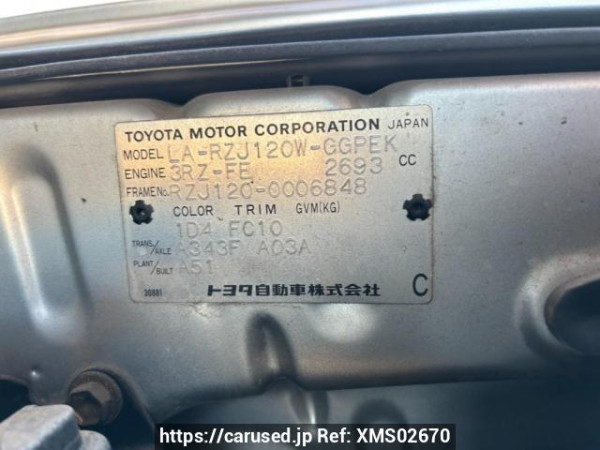 TOYOTA MOTOR CORPORATION JAPAN
MODEL LA-RZJ120W-GGPEK
ENGINE 3RZ-FE 2693 CC
FRAME No. RZJ120-0006848
COLOR TRIM GVM(KG)
1D4 FC10
TRANS/AXLE A343F A03A
PLANT/BUILT A51
30881 トヨタ自動車株式会社 C
https://carused.jp Ref: XMS02670